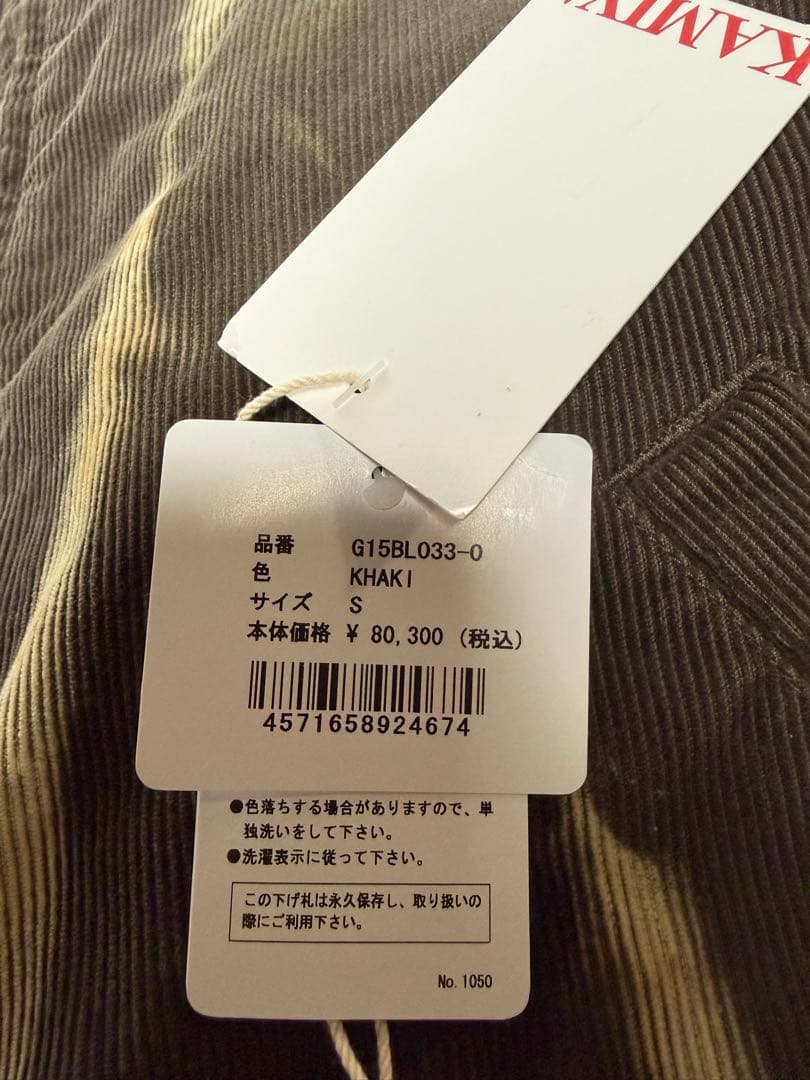 KAMIY
品番 G15BL033-0
色 KHAKI
サイズ S
本体価格 ¥ 80,300 (税込)
4571658924674
●色落ちする場合がありますので、単
独洗いをして下さい。
●洗濯表示に従って下さい。
この下げ札は永久保存し、取り扱いの
際にご利用下さい。
No. 1050